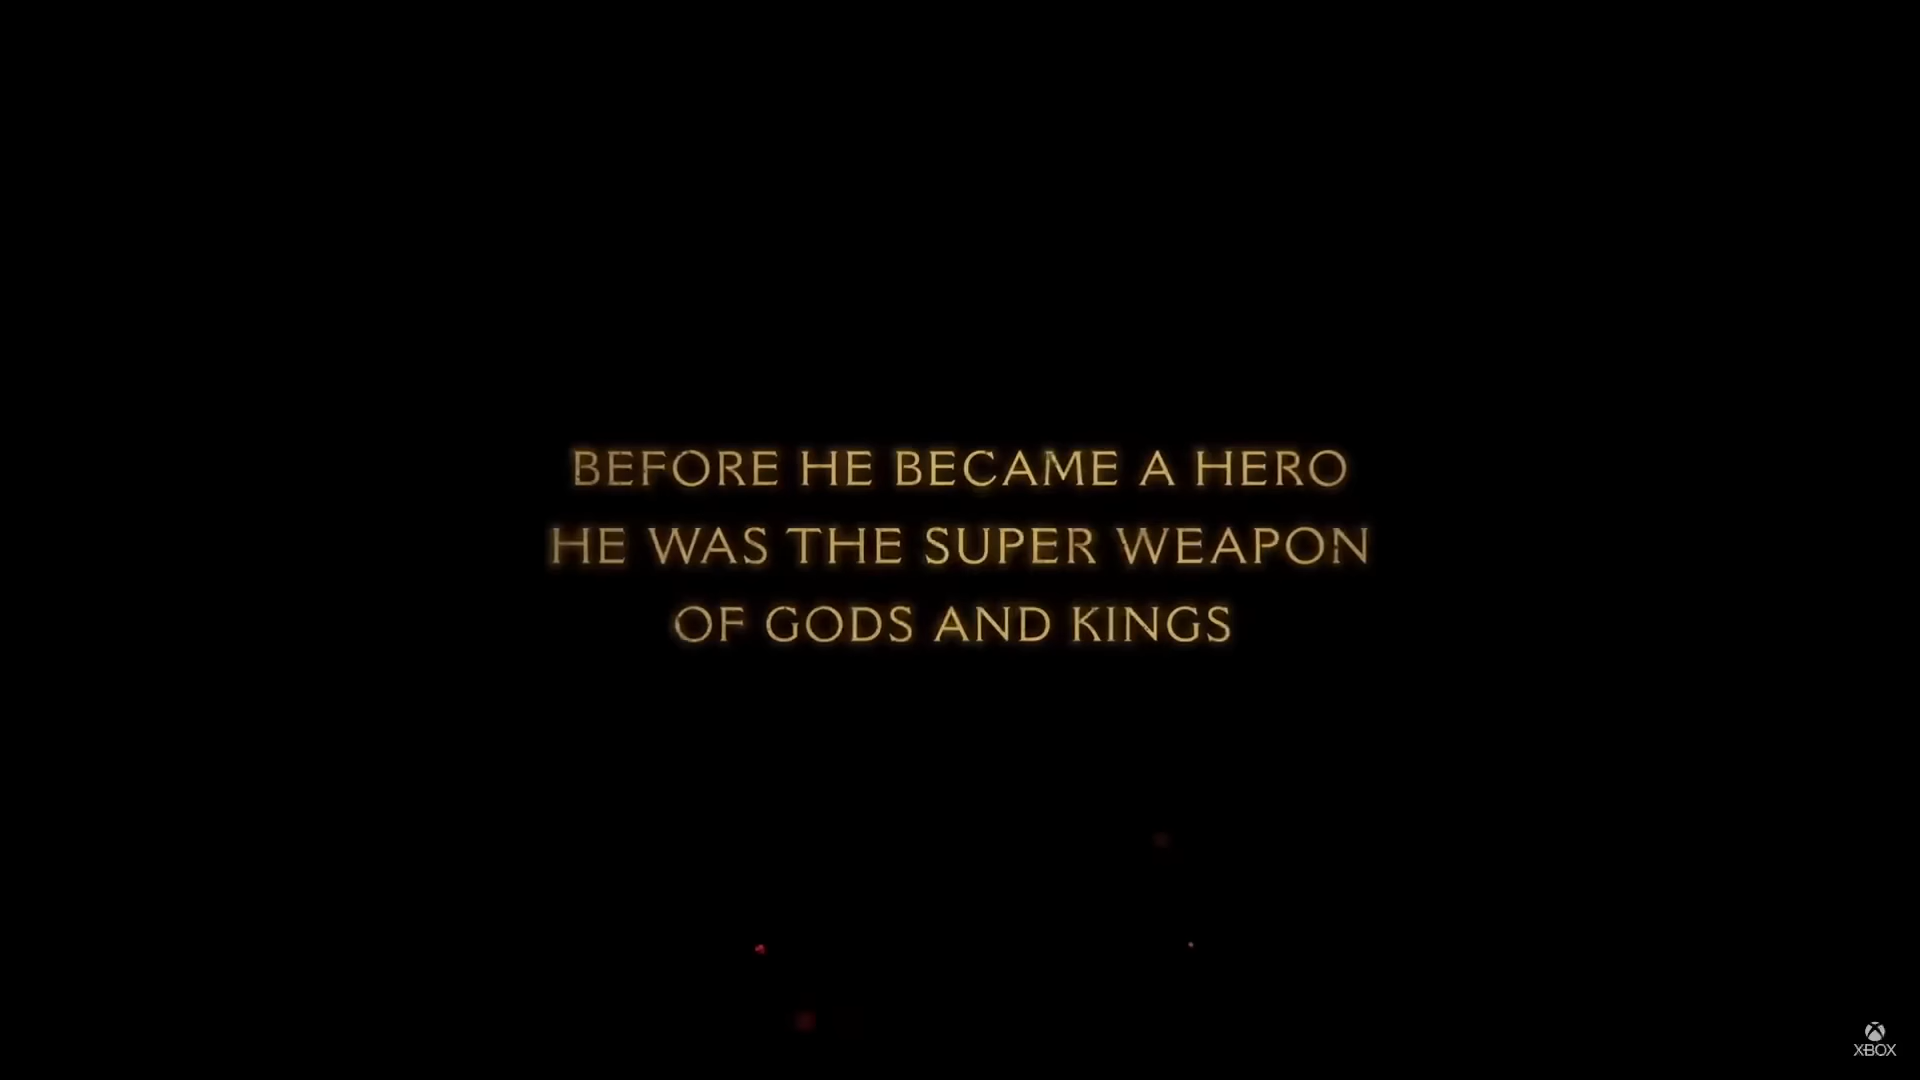 BEFORE HE BECAME A HERO
HE WAS THE SUPER WEAPON
OF GODS AND KINGS
XBOX